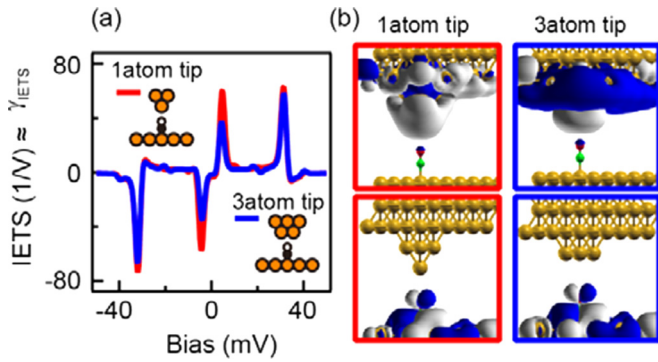 (a)
80
0
-80
IETS (1/V) ≈ γIETS
1atom tip
3atom tip
-40
0
40
Bias (mV)
(b)
1atom tip
3atom tip